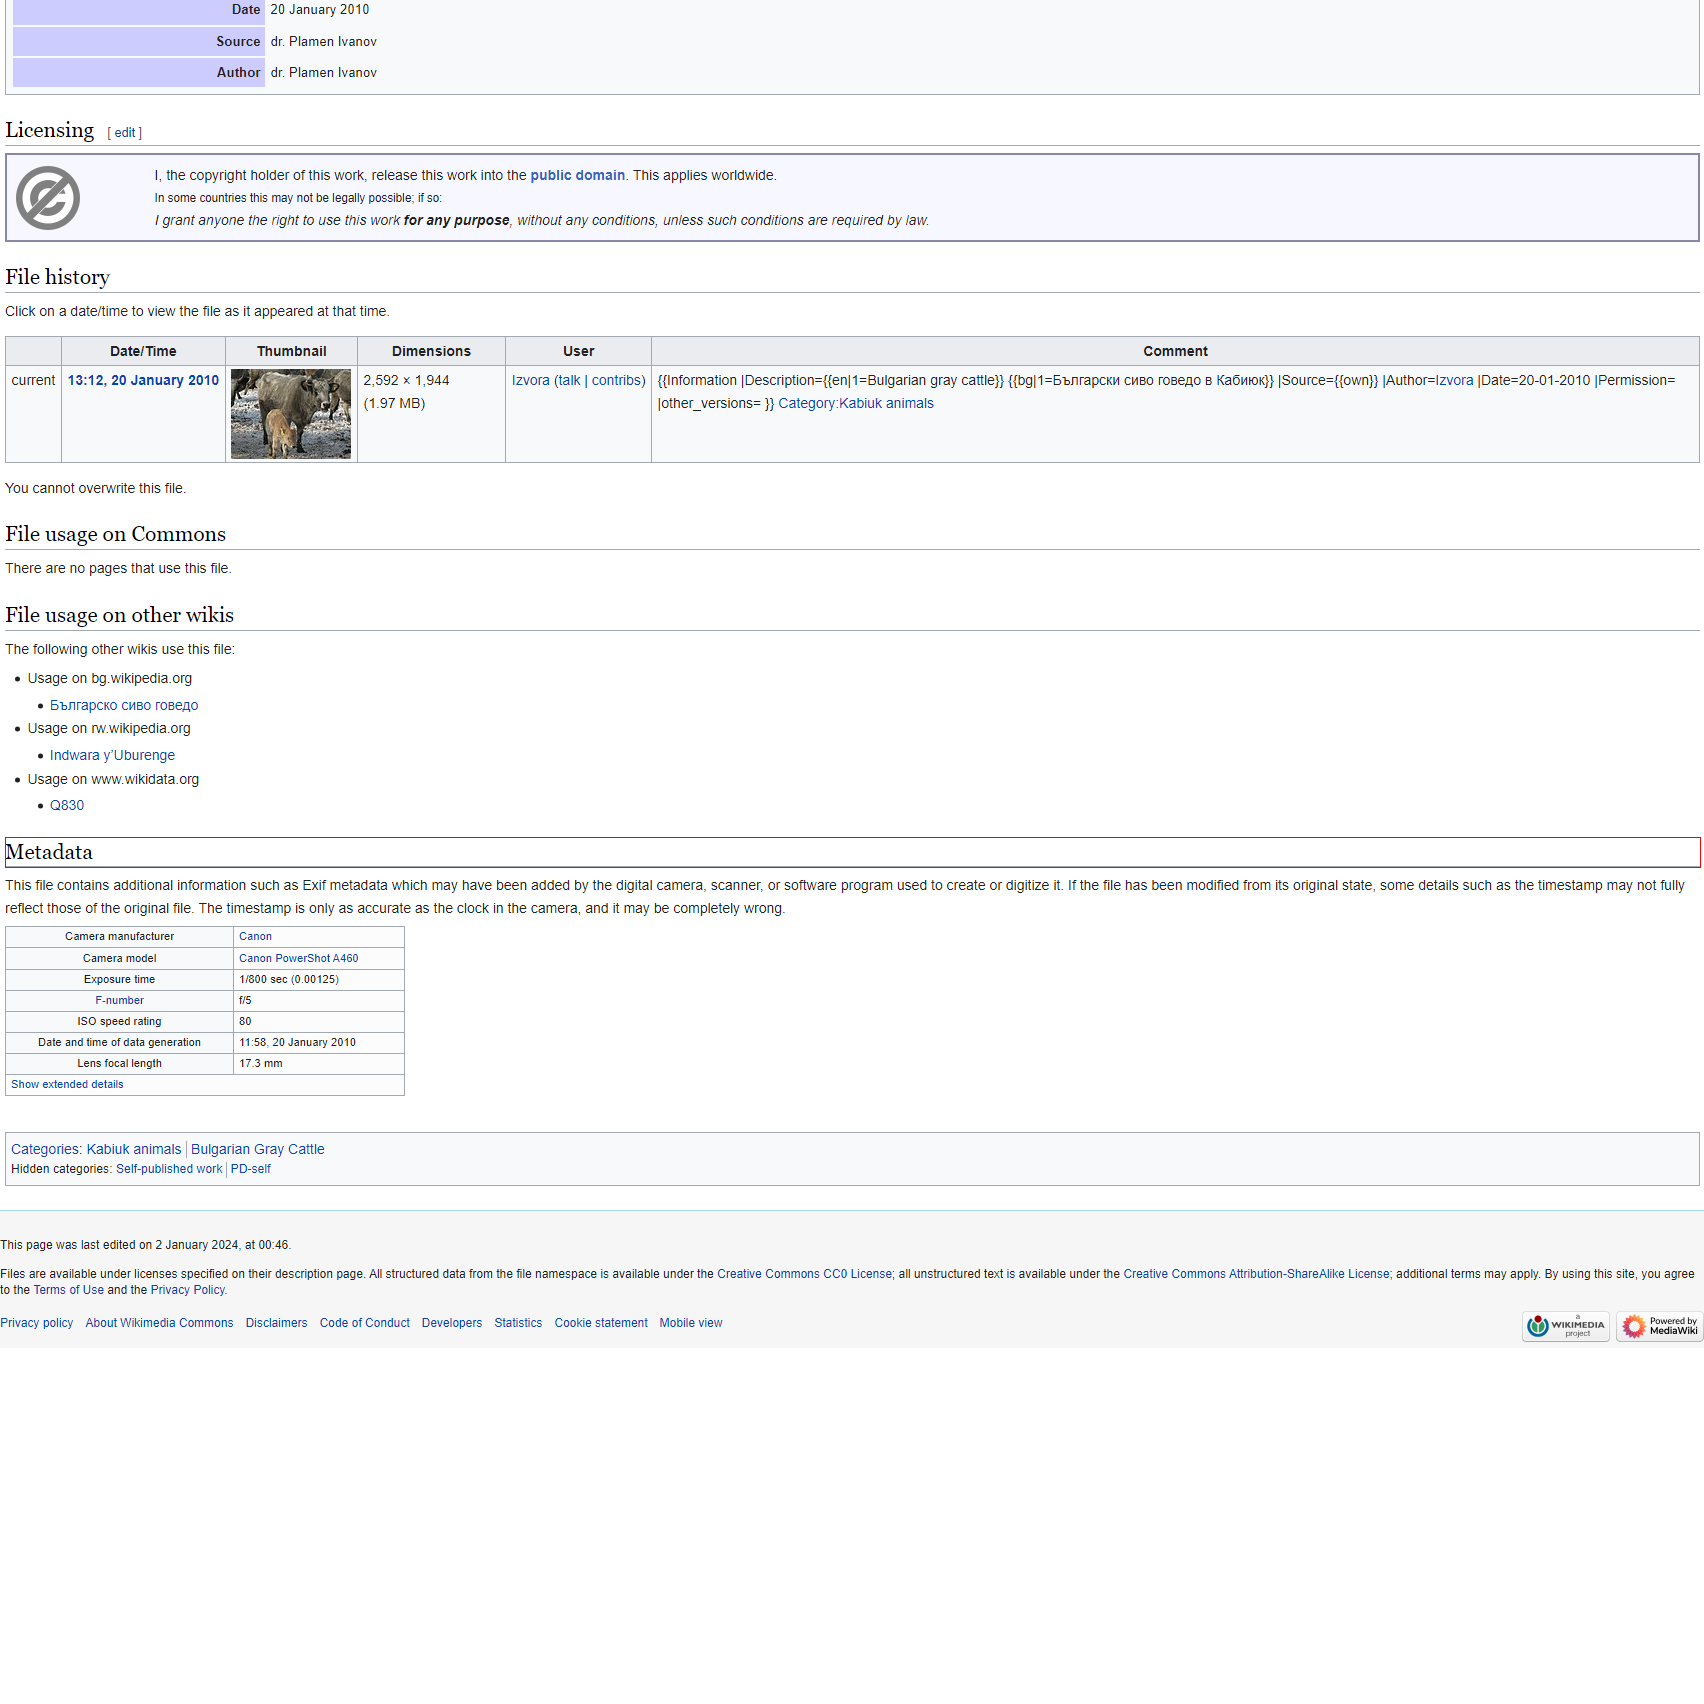 Date 20 January 2010
Source dr. Plamen Ivanov
Author dr. Plamen Ivanov
Licensing [ edit ]
I, the copyright holder of this work, release this work into the public domain. This applies worldwide.
In some countries this may not be legally possible; if so:
I grant anyone the right to use this work for any purpose, without any conditions, unless such conditions are required by law.
File history
Click on a date/time to view the file as it appeared at that time.
Date/Time Thumbnail Dimensions User Comment
current 13:12, 20 January 2010 2,592 × 1,944 Izvora (talk | contribs) {{Information |Description={{en|1=Bulgarian gray cattle}} {{bg|1=Български сиво говедо в Кабиюк}} |Source={{own}} |Author=Izvora |Date=20-01-2010 |Permission=
(1.97 MB) |other_versions= }} Category:Kabiuk animals
You cannot overwrite this file.
File usage on Commons
There are no pages that use this file.
File usage on other wikis
The following other wikis use this file:
Usage on bg.wikipedia.org
Българско сиво говедо
Usage on rw.wikipedia.org
Indwara y'Uburenge
Usage on www.wikidata.org
Q830
Metadata
This file contains additional information such as Exif metadata which may have been added by the digital camera, scanner, or software program used to create or digitize it. If the file has been modified from its original state, some details such as the timestamp may not fully
reflect those of the original file. The timestamp is only as accurate as the clock in the camera, and it may be completely wrong.
Camera manufacturer Canon
Camera model Canon PowerShot A460
Exposure time 1/800 sec (0.00125)
F-number f/5
ISO speed rating 80
Date and time of data generation 11:58, 20 January 2010
Lens focal length 17.3 mm
Show extended details
Categories: Kabiuk animals Bulgarian Gray Cattle
Hidden categories: Self-published work PD-self
This page was last edited on 2 January 2024, at 00:46.
Files are available under licenses specified on their description page. All structured data from the file namespace is available under the Creative Commons CC0 License; all unstructured text is available under the Creative Commons Attribution-ShareAlike License; additional terms may apply. By using this site, you agree
to the Terms of Use and the Privacy Policy.
Privacy policy About Wikimedia Commons Disclaimers Code of Conduct Developers Statistics Cookie statement Mobile view
a
WIKIMEDIA
project
Powered by
MediaWiki